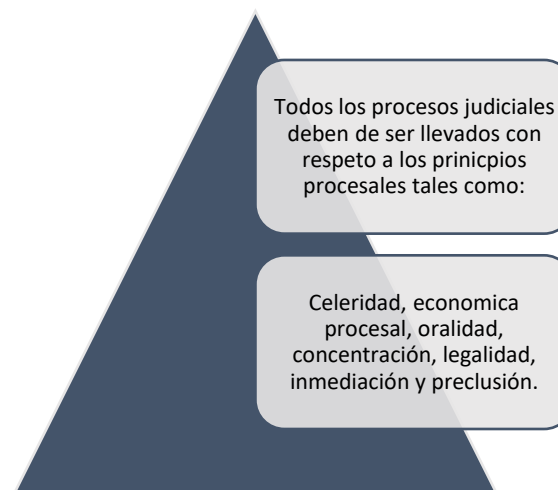 Todos los procesos judiciales
deben de ser llevados con
respeto a los prinicpios
procesales tales como:
Celeridad, economica
procesal, oralidad,
concentración, legalidad,
inmediación y preclusión.